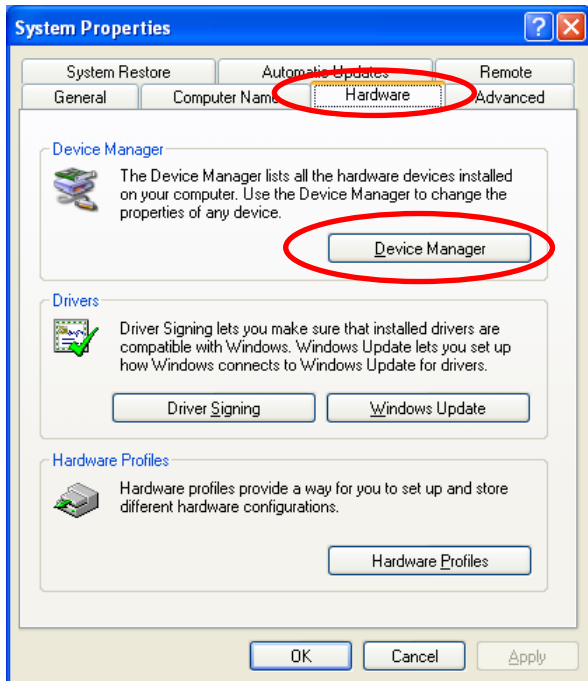 System Properties
System Restore Automatic Updates Remote
General Computer Name Hardware Advanced
Device Manager
The Device Manager lists all the hardware devices installed
on your computer. Use the Device Manager to change the
properties of any device.
Device Manager
Drivers
Driver Signing lets you make sure that installed drivers are
compatible with Windows. Windows Update lets you set up
how Windows connects to Windows Update for drivers.
Driver Signing Windows Update
Hardware Profiles
Hardware profiles provide a way for you to set up and store
different hardware configurations.
Hardware Profiles
OK Cancel Apply